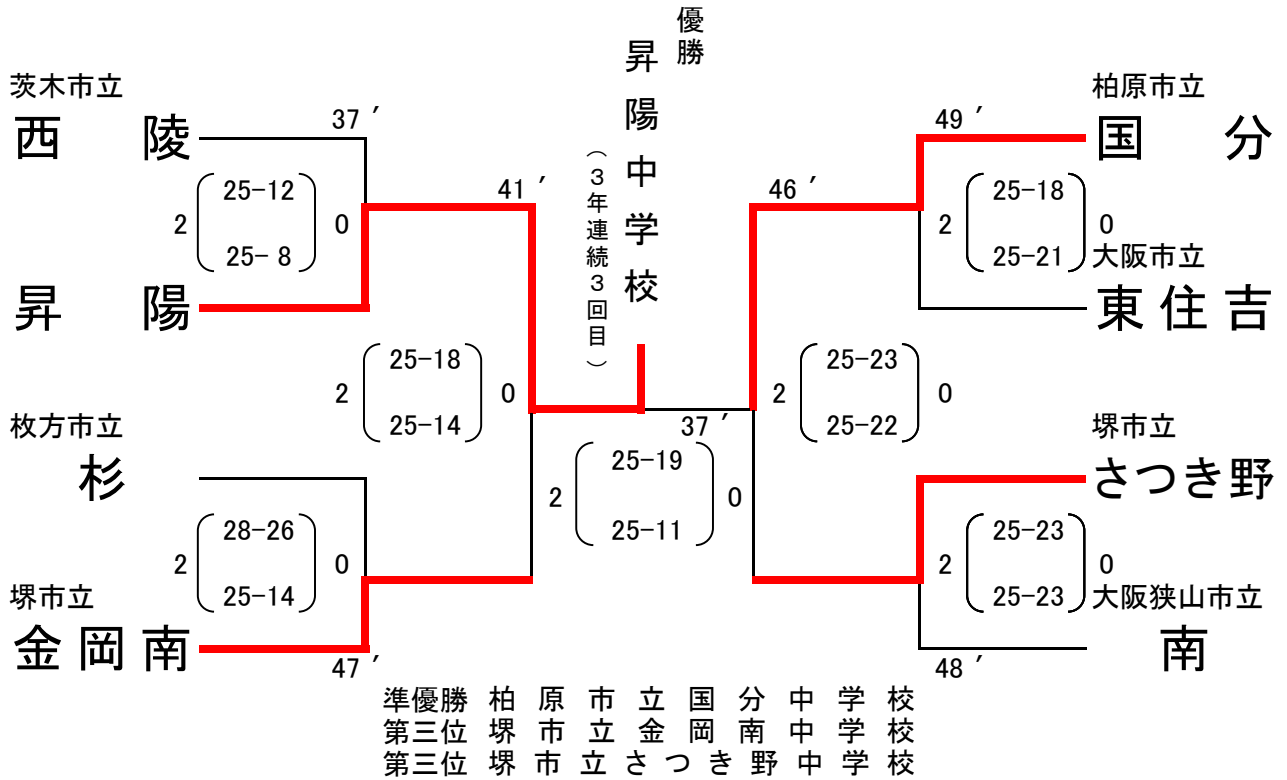 優勝
昇陽中学校
（３年連続３回目）
茨木市立
西陵
37 ′
2
25-12
25- 8
0
昇陽
41 ′
2
25-18
25-14
0
枚方市立
杉
2
28-26
25-14
0
堺市立
金岡南
47 ′
37 ′
2
25-19
25-11
0
柏原市立
国分
49 ′
2
25-18
25-21
0
大阪市立
東住吉
46 ′
2
25-23
25-22
0
堺市立
さつき野
2
25-23
25-23
0
大阪狭山市立
南
48 ′
準優勝 柏原市立国分中学校
第三位 堺市立金岡南中学校
第三位 堺市立さつき野中学校